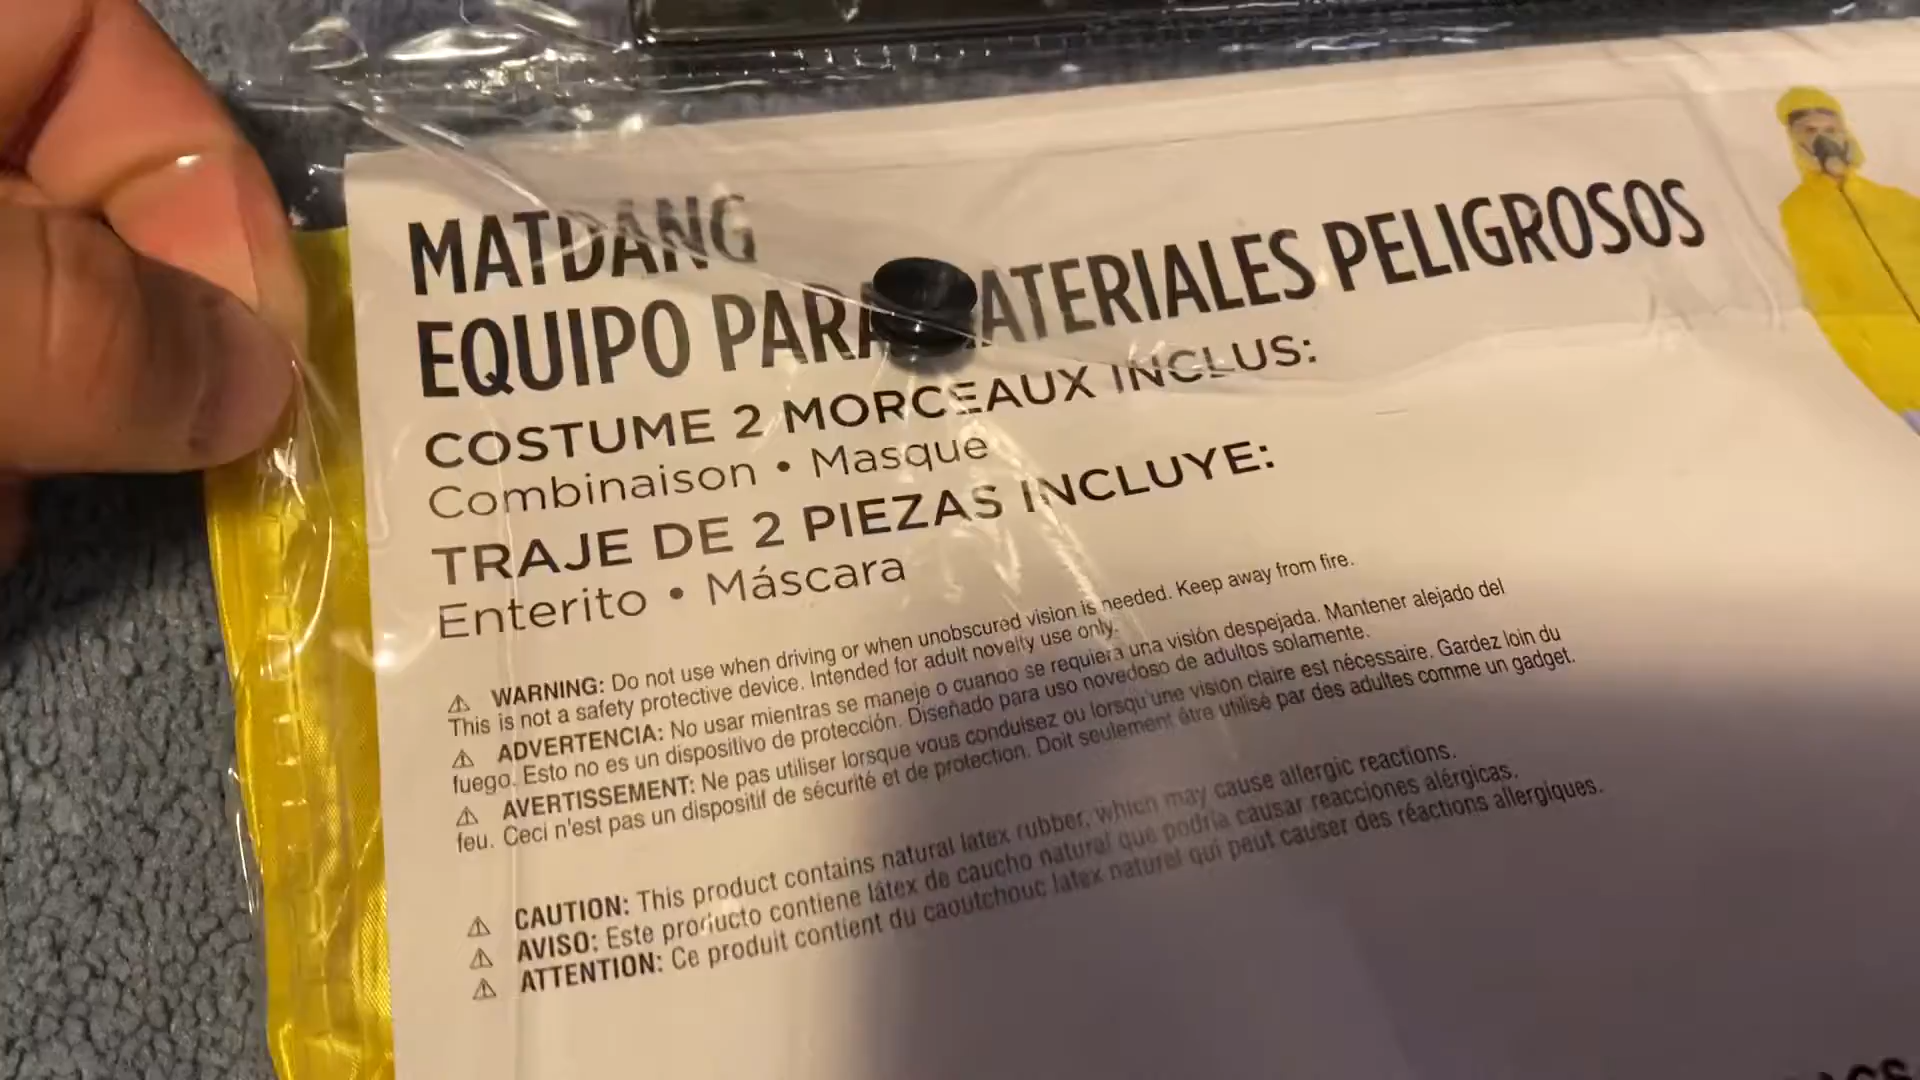 MATDANG
EQUIPO PARA MATERIALES PELIGROSOS
COSTUME 2 MORCEAUX INCLUS:
Combinaison • Masque
TRAJE DE 2 PIEZAS INCLUYE:
Enterito • Máscara
⚠ WARNING: Do not use when driving or when unobscured vision is needed. Keep away from fire.
This is not a safety protective device. Intended for adult novelty use only.
⚠ ADVERTENCIA: No usar mientras se maneje o cuando se requiera una visión despejada. Mantener alejado del
fuego. Esto no es un dispositivo de protección. Diseñado para uso novedoso de adultos solamente.
⚠ AVERTISSEMENT: Ne pas utiliser lorsque vous conduisez ou lorsqu'une vision claire est nécessaire. Gardez loin du
feu. Ceci n'est pas un dispositif de sécurité et de protection. Doit seulement être utilisé par des adultes comme un gadget.
⚠ CAUTION: This product contains natural latex rubber, which may cause allergic reactions.
⚠ AVISO: Este producto contiene látex de caucho natural que podría causar reacciones alérgicas.
⚠ ATTENTION: Ce produit contient du caoutchouc latex naturel qui peut causer des réactions allergiques.